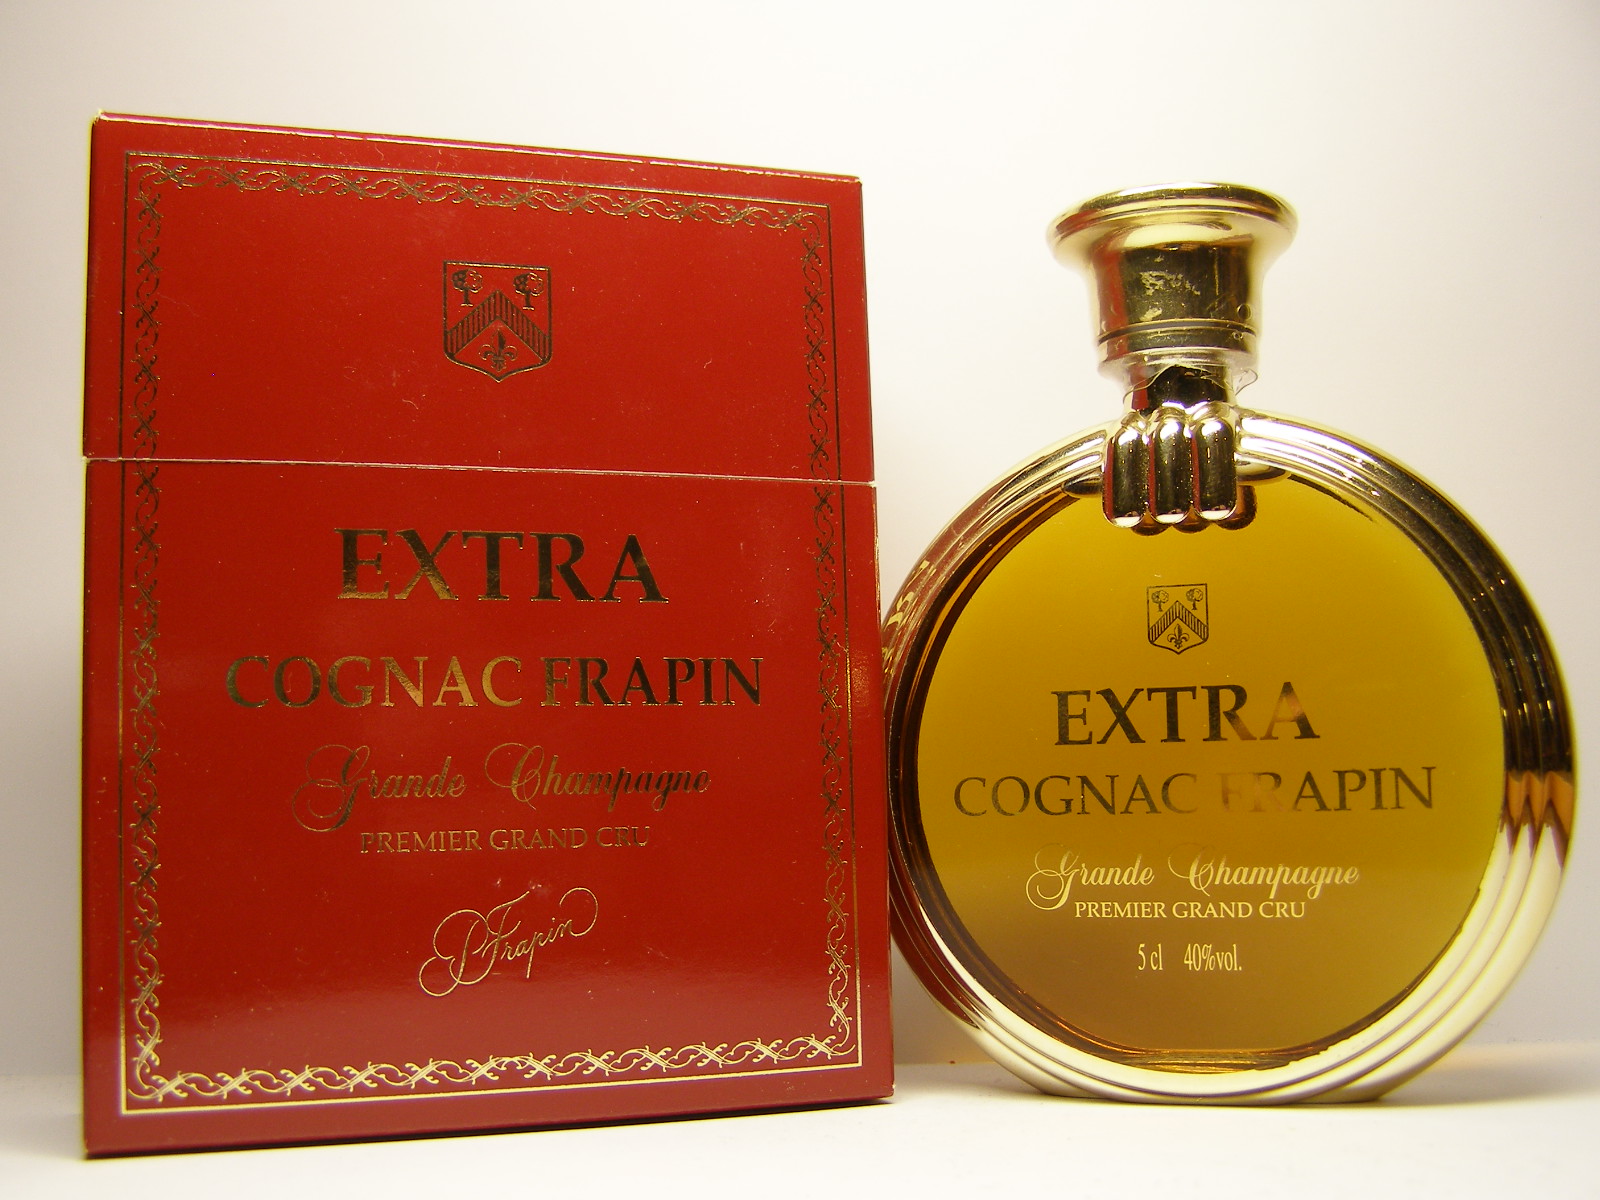 EXTRA
COGNAC FRAPIN
Grande Champagne
PREMIER GRAND CRU
P Frapin
EXTRA
COGNAC FRAPIN
Grande Champagne
PREMIER GRAND CRU
5 cl 40%vol.